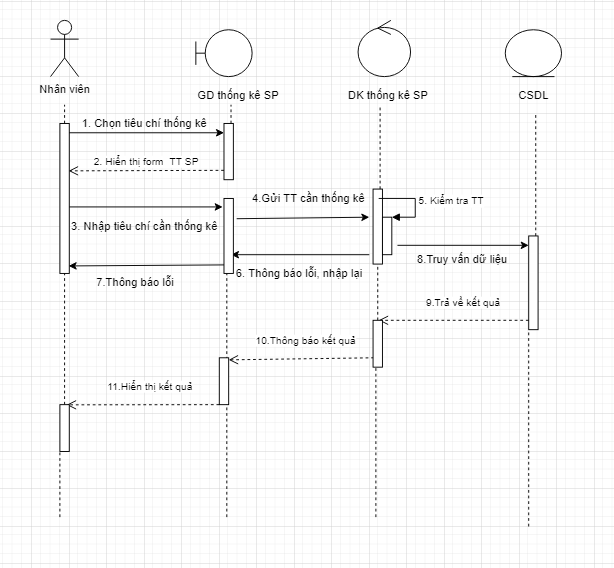 Nhân viên
GD thống kê SP
DK thống kê SP
CSDL
1. Chọn tiêu chí thống kê
2. Hiển thị form TT SP
3. Nhập tiêu chí cần thống kê
4.Gửi TT cần thống kê
5. Kiểm tra TT
6. Thông báo lỗi, nhập lại
7.Thông báo lỗi
8.Truy vấn dữ liệu
9.Trả về kết quả
10.Thông báo kết quả
11.Hiển thị kết quả